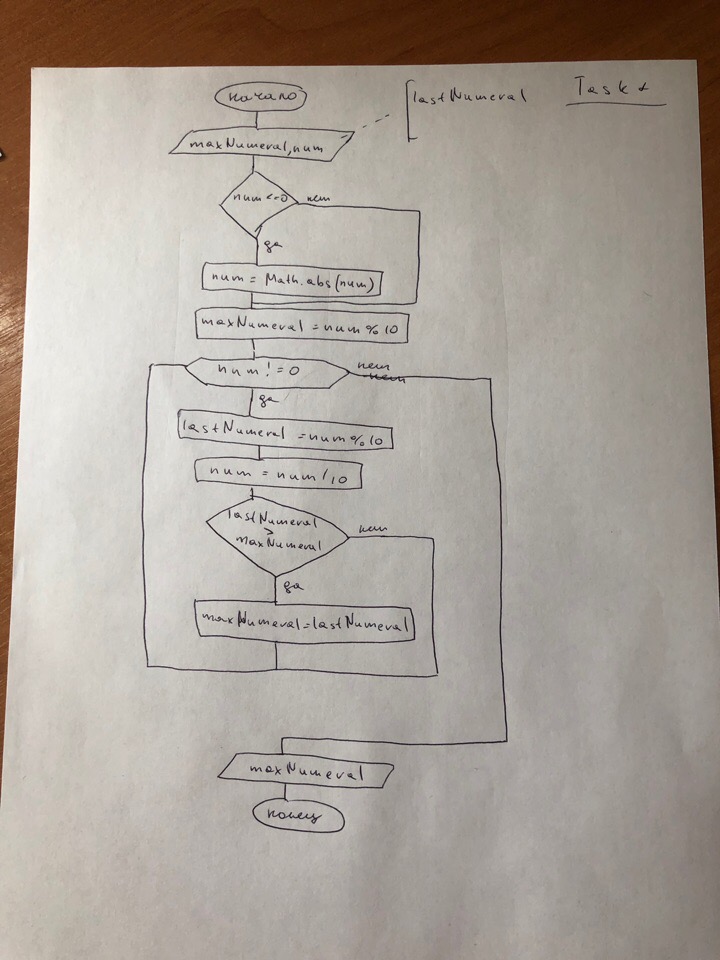 lastNumeral
Task
начало
maxNumeral, num
num <= 0
нет
да
num = Math.abs(num)
maxNumeral = num % 10
num ! = 0
нет
нет
да
lastNumeral = num % 10
num = num / 10
lastNumeral
>
maxNumeral
нет
да
maxNumeral = lastNumeral
maxNumeral
конец